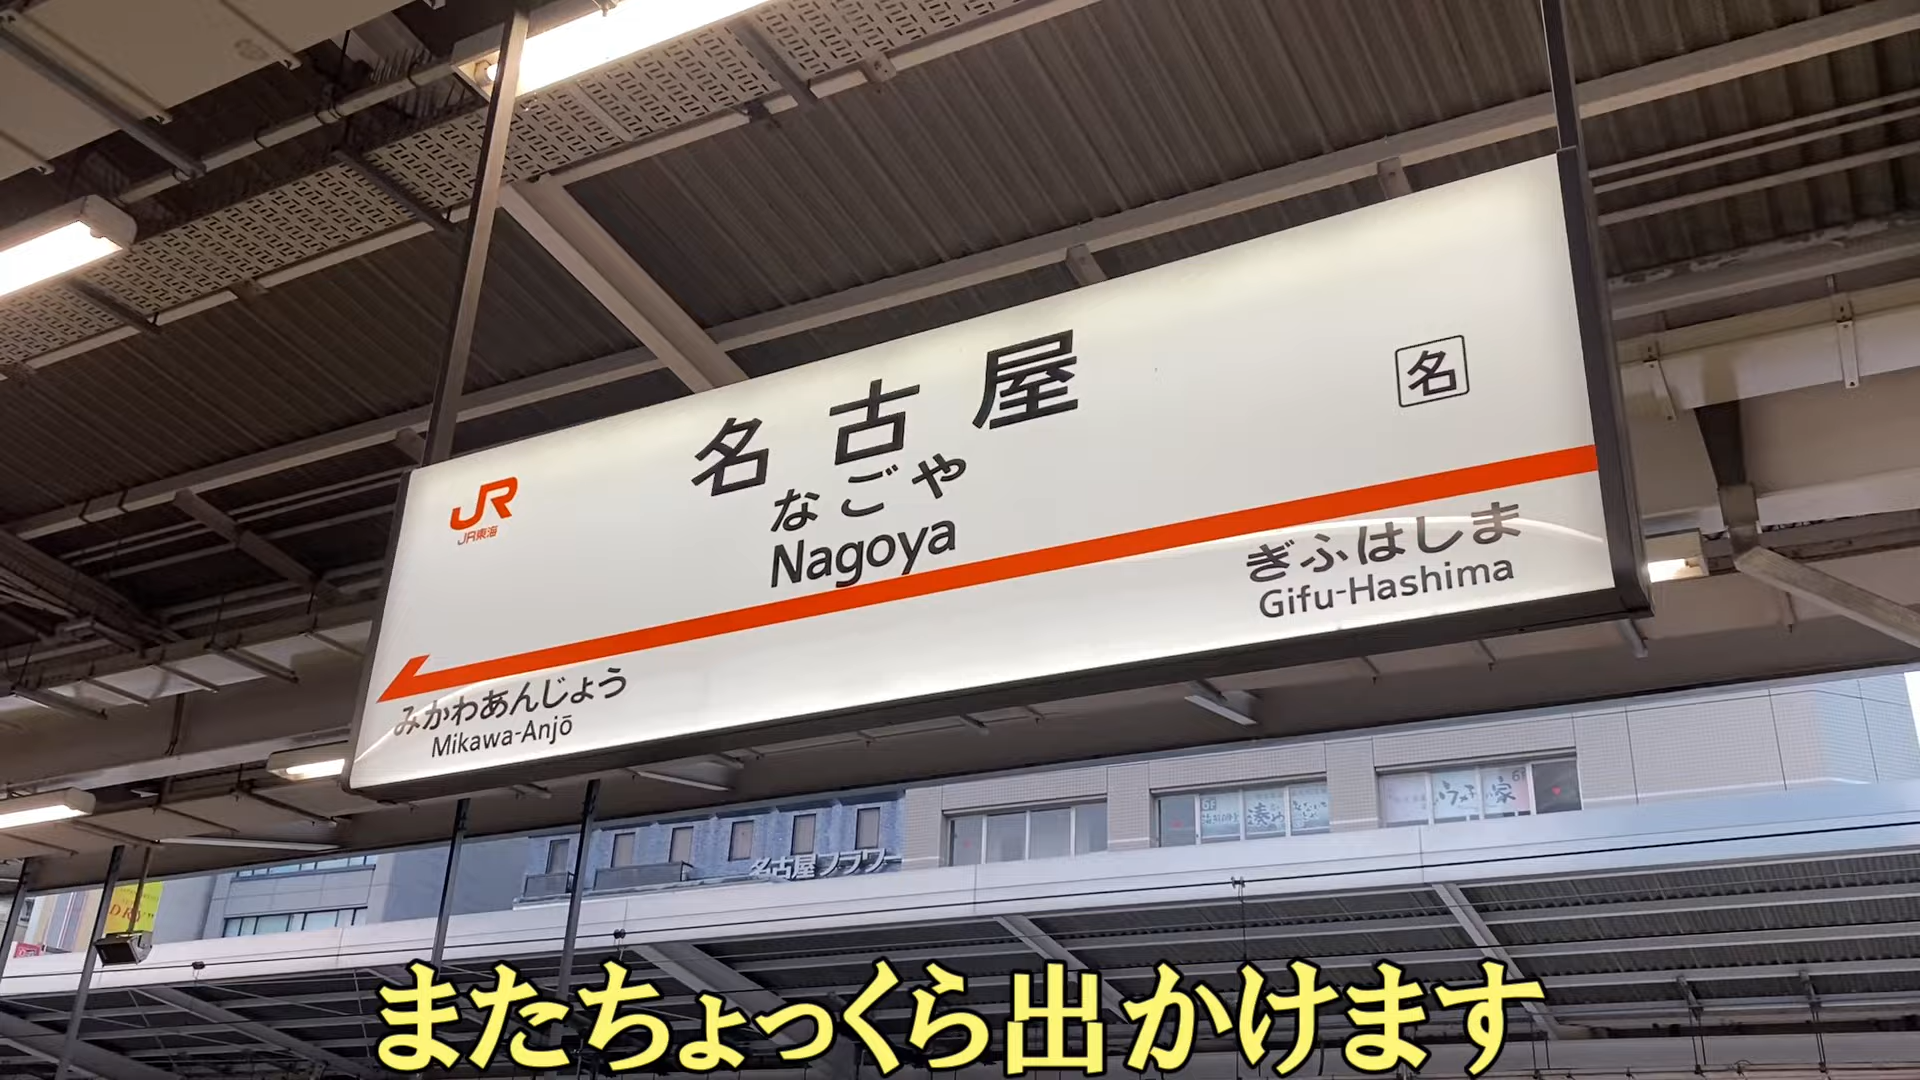 名古屋
名
JR
JR東海
なごや
Nagoya
ぎふはしま
Gifu-Hashima
みかわあんじょう
Mikawa-Anjō
6F
名古屋フラワー
DRY
またちょっくら出かけます